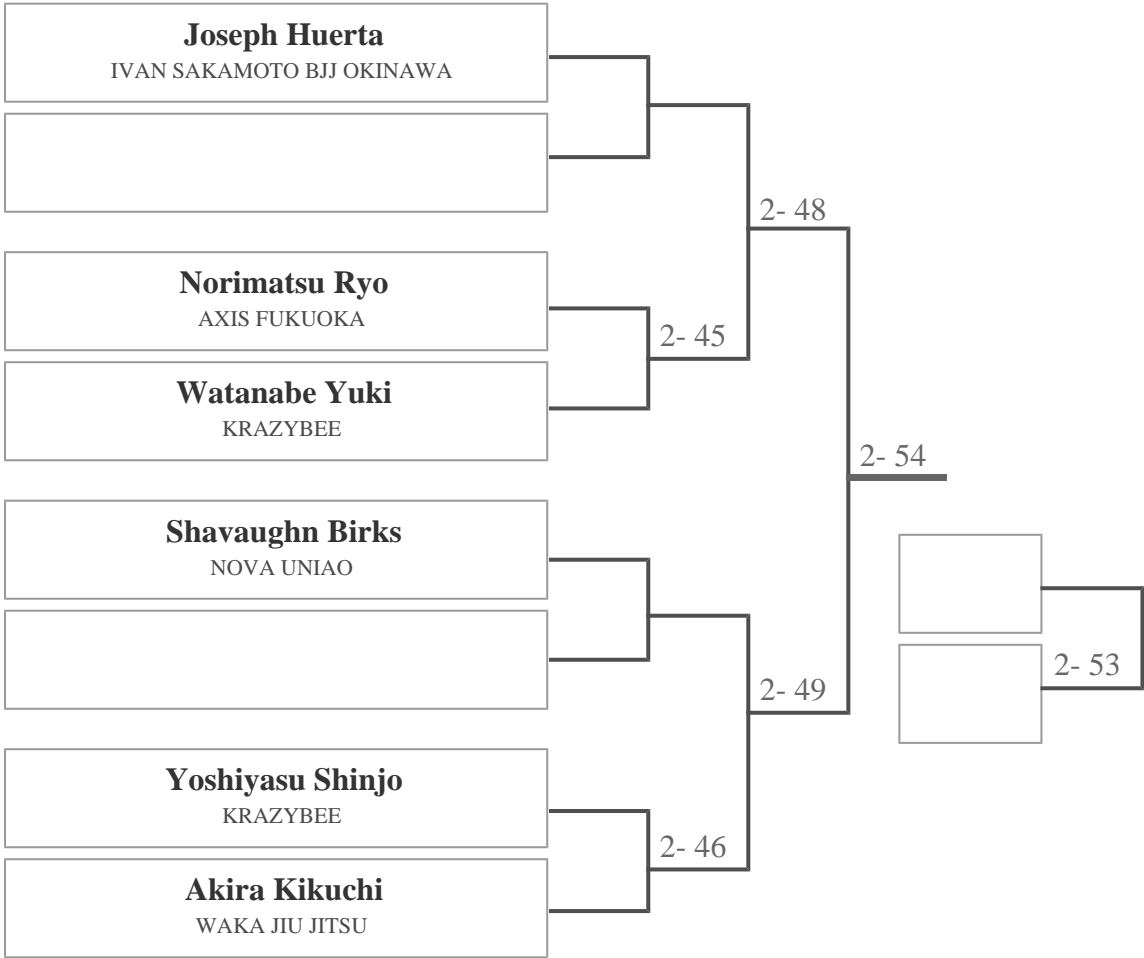 Joseph Huerta
IVAN SAKAMOTO BJJ OKINAWA
2- 48
Norimatsu Ryo
AXIS FUKUOKA
2- 45
Watanabe Yuki
KRAZYBEE
2- 54
Shavaughn Birks
NOVA UNIAO
2- 53
2- 49
Yoshiyasu Shinjo
KRAZYBEE
2- 46
Akira Kikuchi
WAKA JIU JITSU